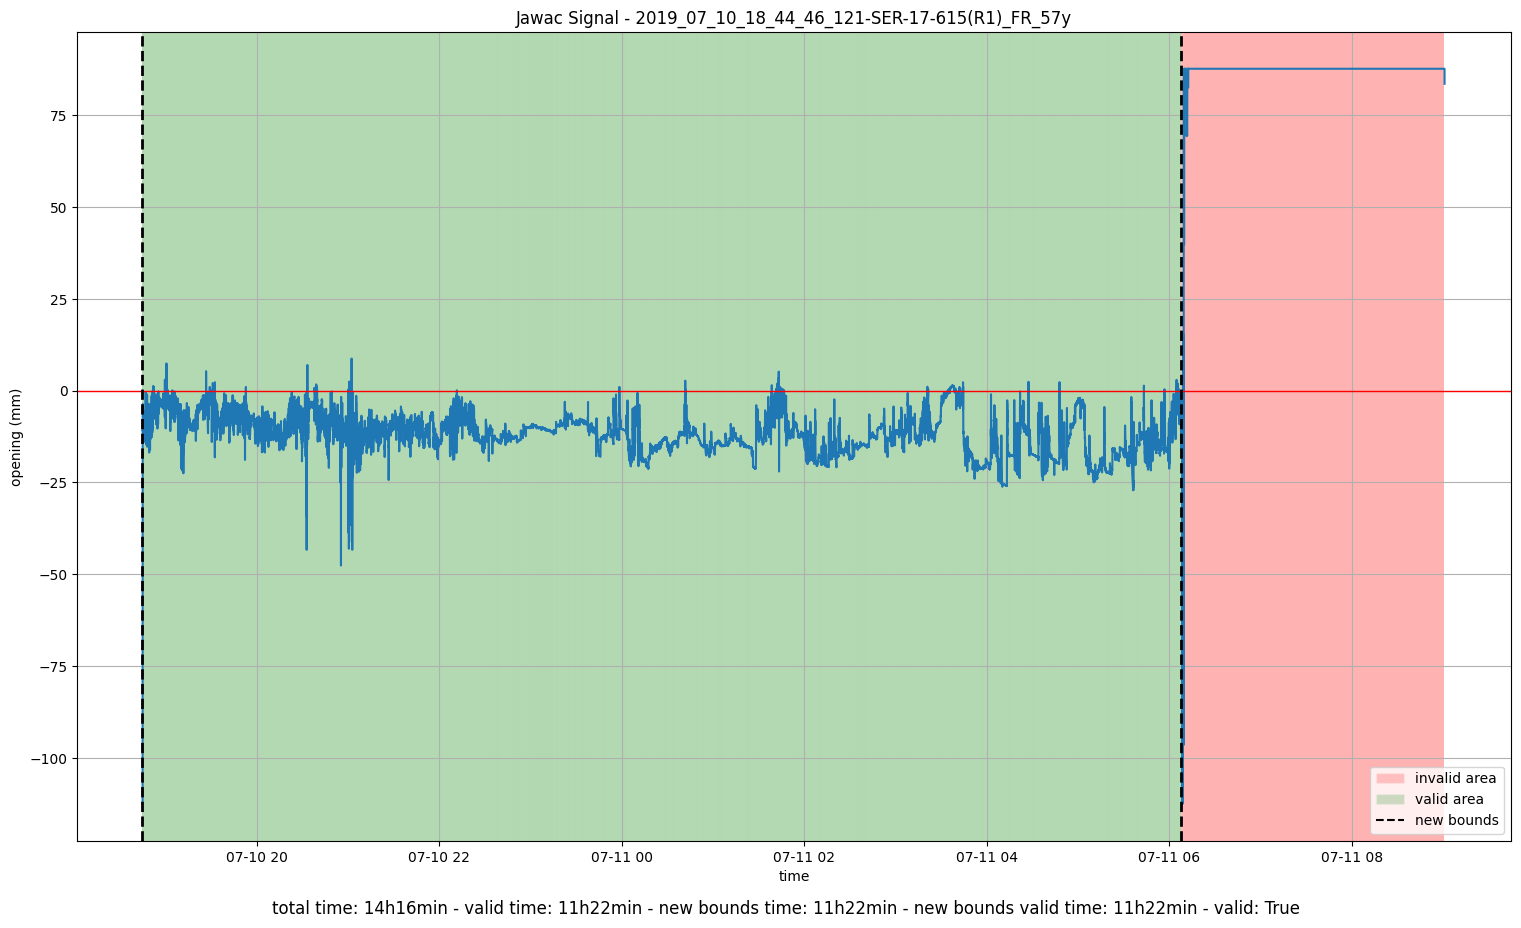 Jawac Signal - 2019_07_10_18_44_46_121-SER-17-615(R1)_FR_57y
opening (mm)
75
50
25
0
−25
−50
−75
−100
07-10 20
07-10 22
07-11 00
07-11 02
07-11 04
07-11 06
07-11 08
time
invalid area
valid area
new bounds
total time: 14h16min - valid time: 11h22min - new bounds time: 11h22min - new bounds valid time: 11h22min - valid: True